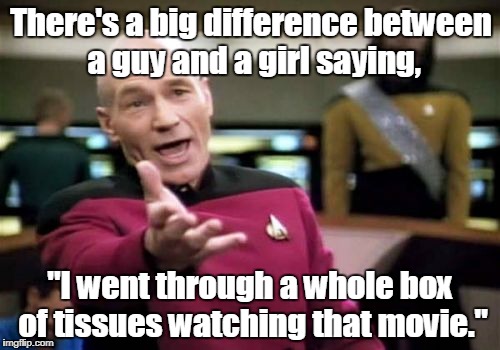 There's a big difference between
a guy and a girl saying,
"I went through a whole box
of tissues watching that movie."
imgflip.com